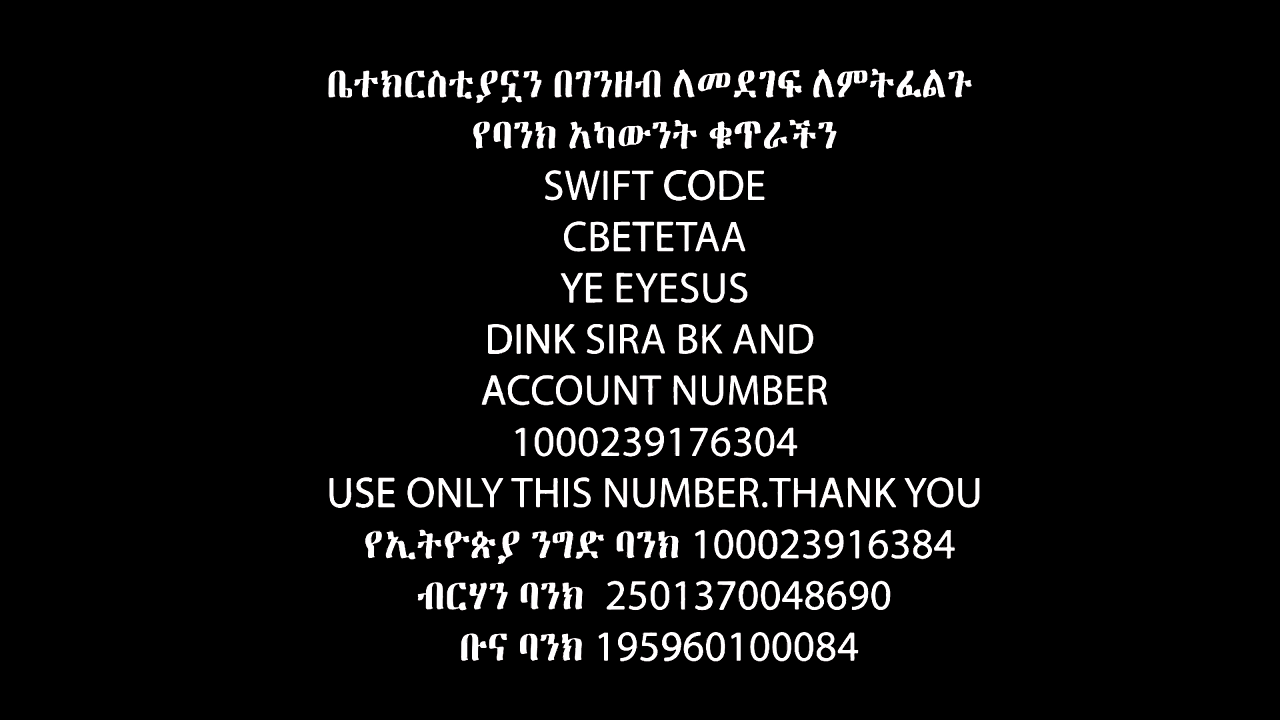 ቤተክርስቲያኗን በገንዘብ ለመደገፍ ለምትፈልጉ
የባንክ አካውንት ቁጥራችን
SWIFT CODE
CBETETAA
YE EYESUS
DINK SIRA BK AND
ACCOUNT NUMBER
1000239176304
USE ONLY THIS NUMBER.THANK YOU
የኢትዮጵያ ንግድ ባንክ 100023916384
ብርሃን ባንክ 2501370048690
ቡና ባንክ 195960100084